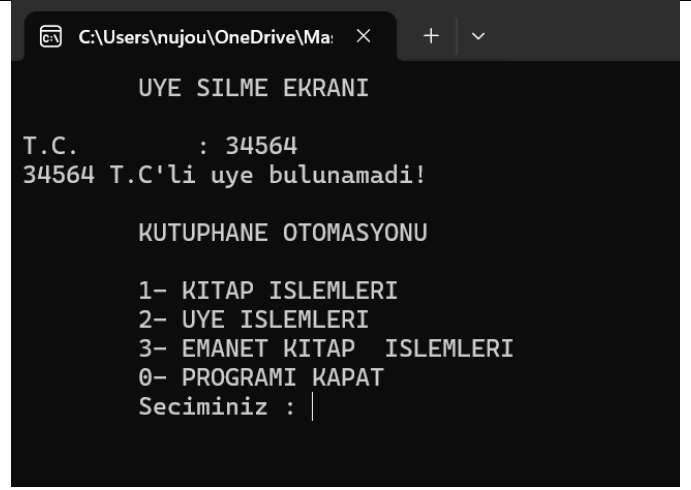 C:\Users\nujou\OneDrive\Ma:
UYE SILME EKRANI
T.C. : 34564
34564 T.C'li uye bulunamadi!
KUTUPHANE OTOMASYONU
1- KITAP ISLEMLERI
2- UYE ISLEMLERI
3- EMANET KITAP ISLEMLERI
0- PROGRAMI KAPAT
Seciminiz :